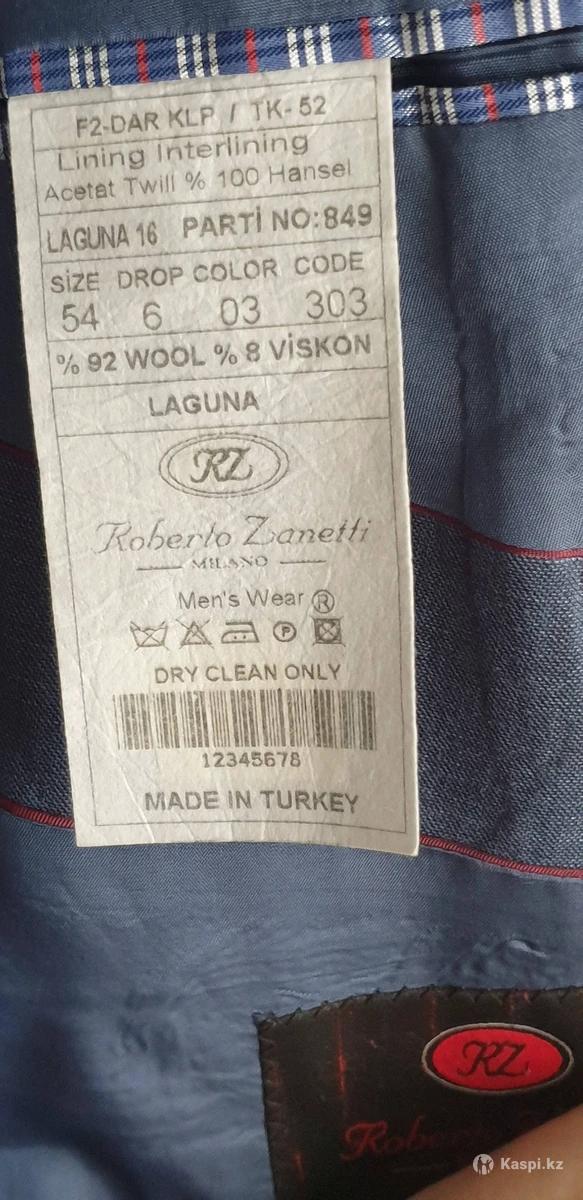 F2-DAR KLP / TK-52
Lining Interlining
Acetat Twill % 100 Hansel
LAGUNA 16 PARTİ NO:849
SİZE DROP COLOR CODE
54 6 03 303
% 92 WOOL % 8 VİSKON
LAGUNA
RZ
Roberto Zanetti
MILANO
Men's Wear ®
P
DRY CLEAN ONLY
12345678
MADE IN TURKEY
RZ
Kaspi.kz